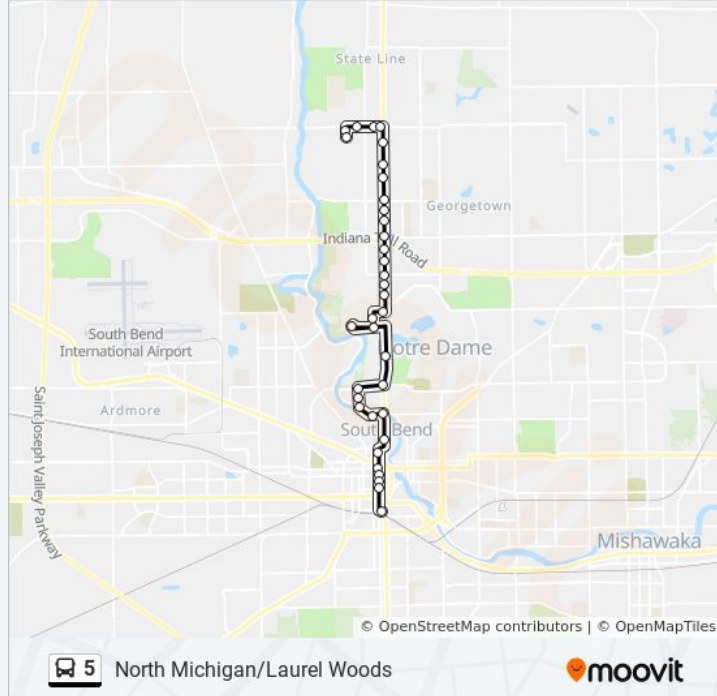 State Line
Georgetown
Indiana Toll Road
South Bend
International Airport
Notre Dame
Ardmore
South Bend
Saint Joseph Valley Parkway
Mishawaka
© OpenStreetMap contributors | © OpenMapTiles
5 North Michigan/Laurel Woods
moovit